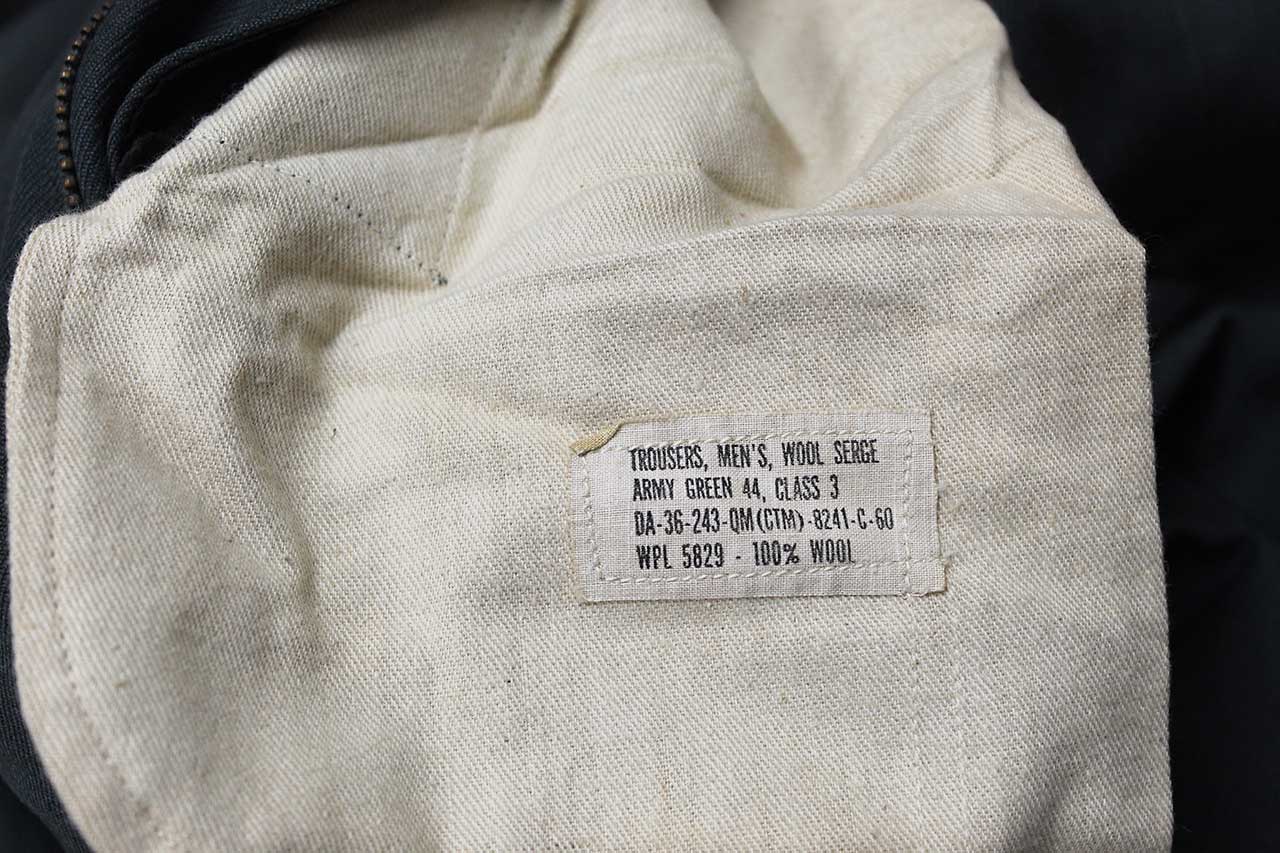 TROUSERS, MEN'S, WOOL SERGE
ARMY GREEN 44, CLASS 3
DA-36-243-QM(CTM)-8241-C-60
WPL 5829 - 100% WOOL